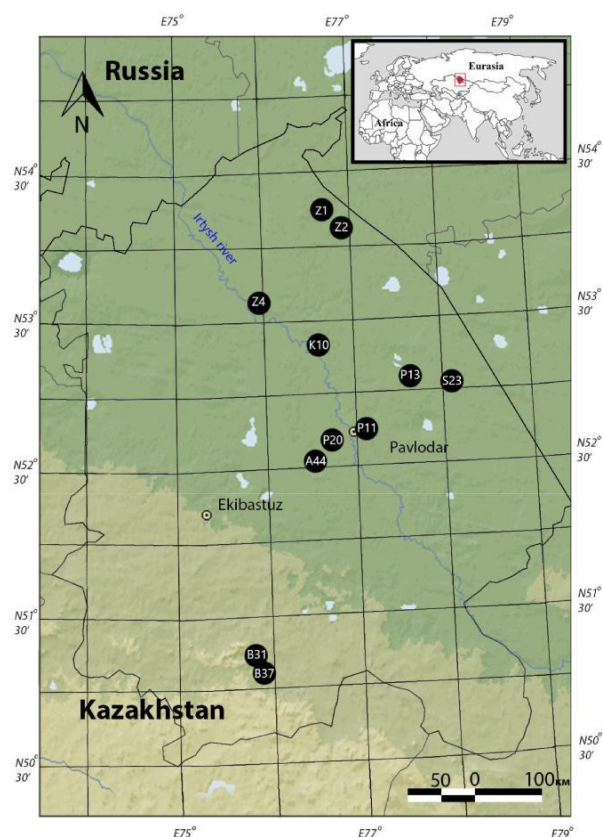 E75°
E77°
E79°
Russia
Eurasia
Africa
N
N54°
30'
N54°
30'
Z1
Z2
Irtysh river
Z4
N53°
30'
N53°
30'
K10
P13
S23
P11
P20
Pavlodar
A44
N52°
30'
N52°
30'
Ekibastuz
N51°
30'
N51°
30'
B31
B37
Kazakhstan
N50°
30'
N50°
30'
50 0 100км
E75°
E77°
E79°